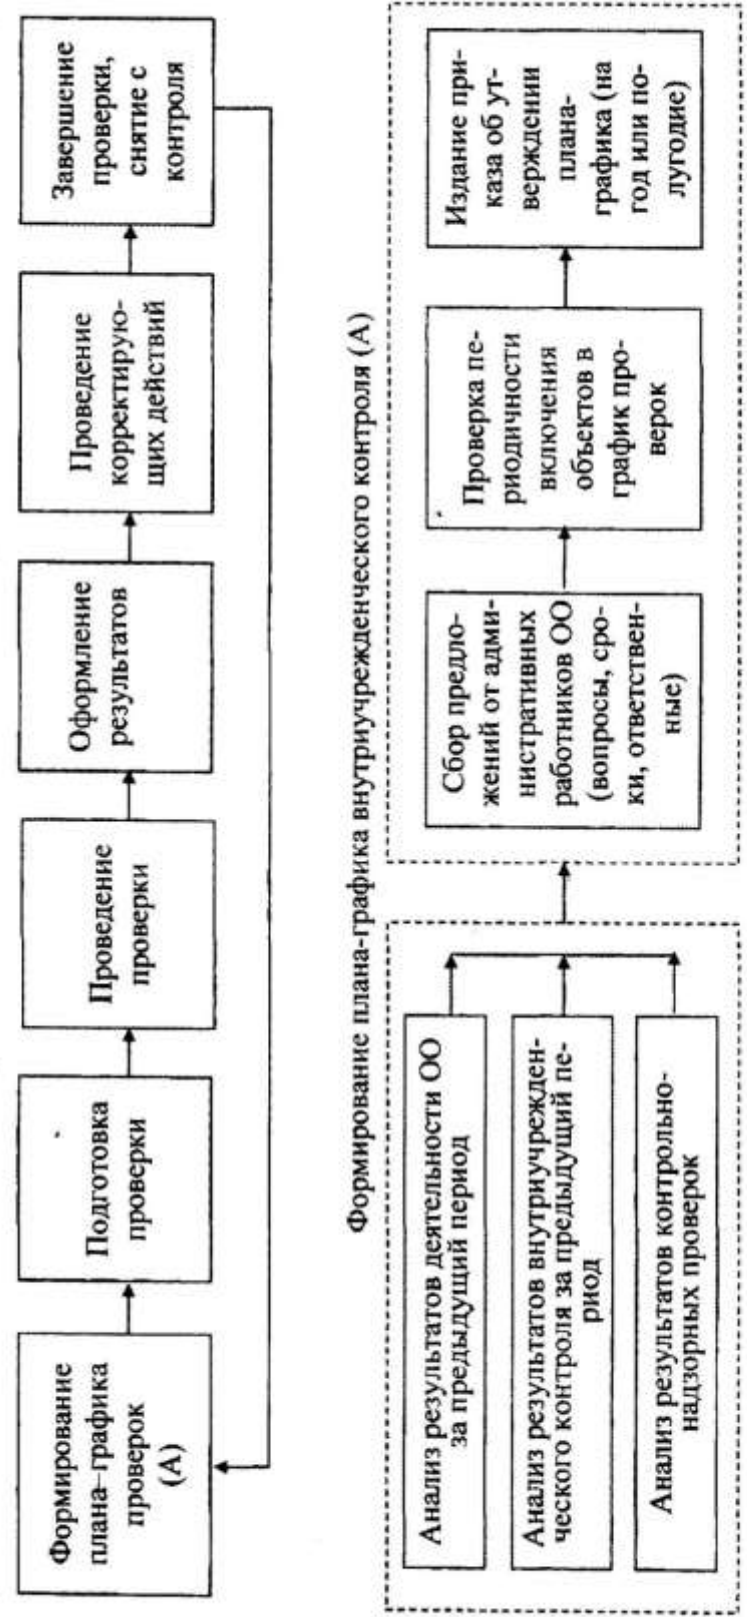 Формирование
плана–графика
проверок
(А)
Подготовка
проверки
Проведение
проверки
Оформление
результатов
Проведение
корректирую-
щих действий
Завершение
проверки,
снятие с
контроля
Формирование плана-графика внутриучрежденческого контроля (А)
Анализ результатов деятельности ОО
за предыдущий период
Анализ результатов внутриучрежден-
ческого контроля за предыдущий пе-
риод
Анализ результатов контрольно-
надзорных проверок
Сбор предло-
жений от адми-
нистративных
работников ОО
(вопросы, сро-
ки, ответствен-
ные)
Проверка пе-
риодичности
включения
объектов в
график про-
верок
Издание при-
каза об ут-
верждении
плана-
графика (на
год или по-
лугодие)